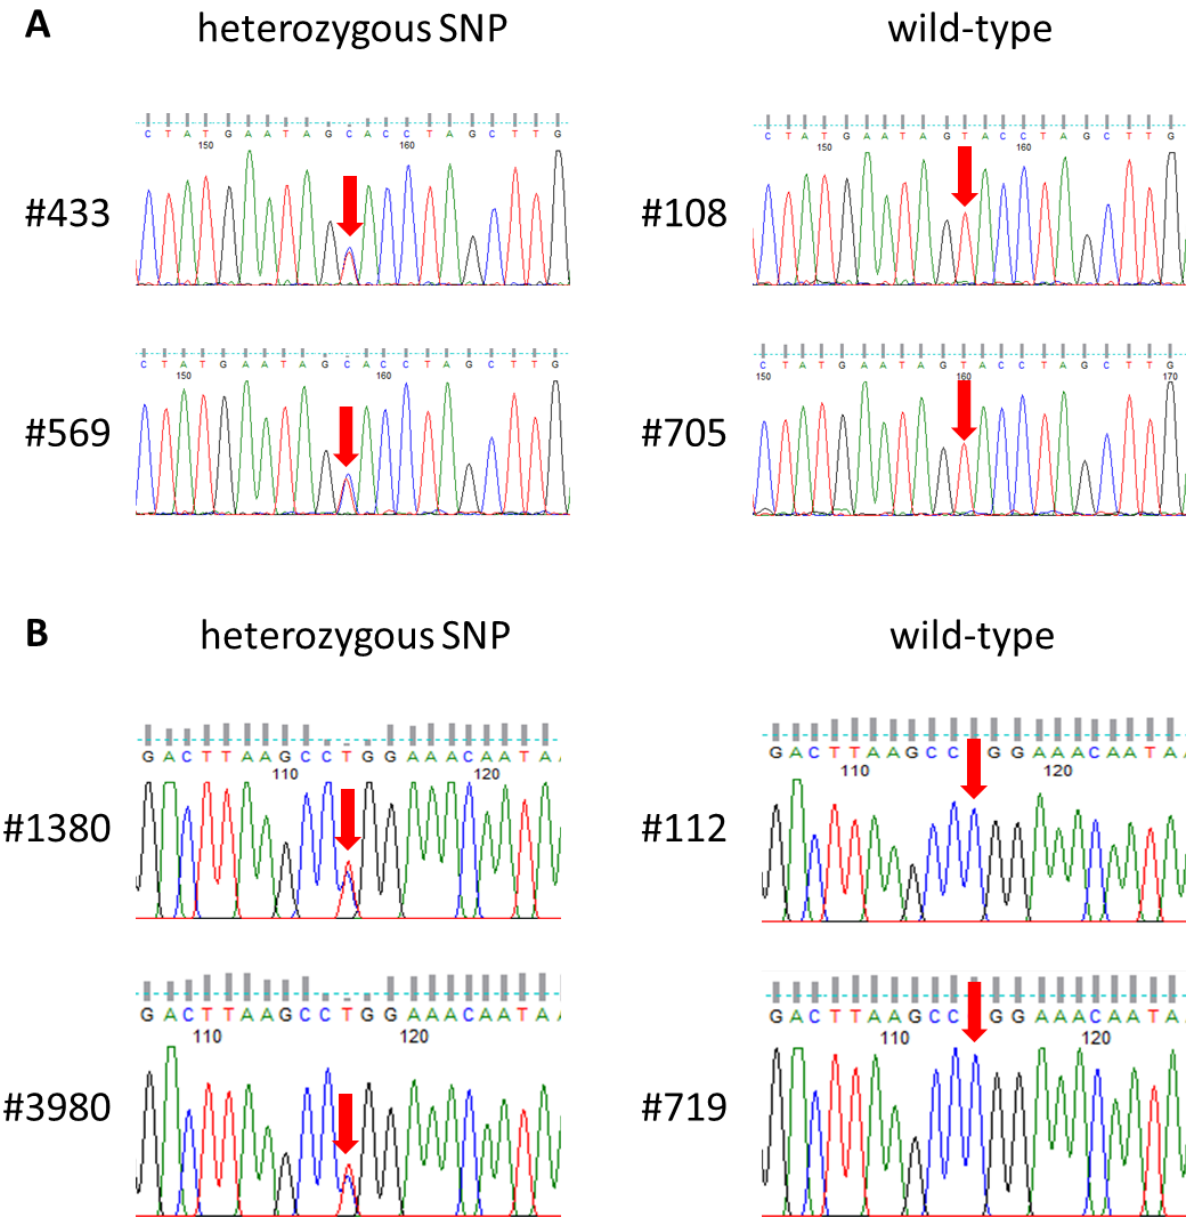 A
heterozygous SNP
wild-type
C T A T G A A T A G C A C C T A G C T T G
150 160
#433
C T A T G A A T A G T A C C T A G C T T G
150 160
#108
C T A T G A A T A G C A C C T A G C T T G
150 160
#569
C T A T G A A T A G T A C C T A G C T T G
150 160 170
#705
B
heterozygous SNP
wild-type
G A C T T A A G C C T G G A A A C A A T A
110 120
#1380
G A C T T A A G C C G G A A A C A A T A
110 120
#112
G A C T T A A G C C T G G A A A C A A T A
110 120
#3980
G A C T T A A G C C G G A A A C A A T A
110 120
#719